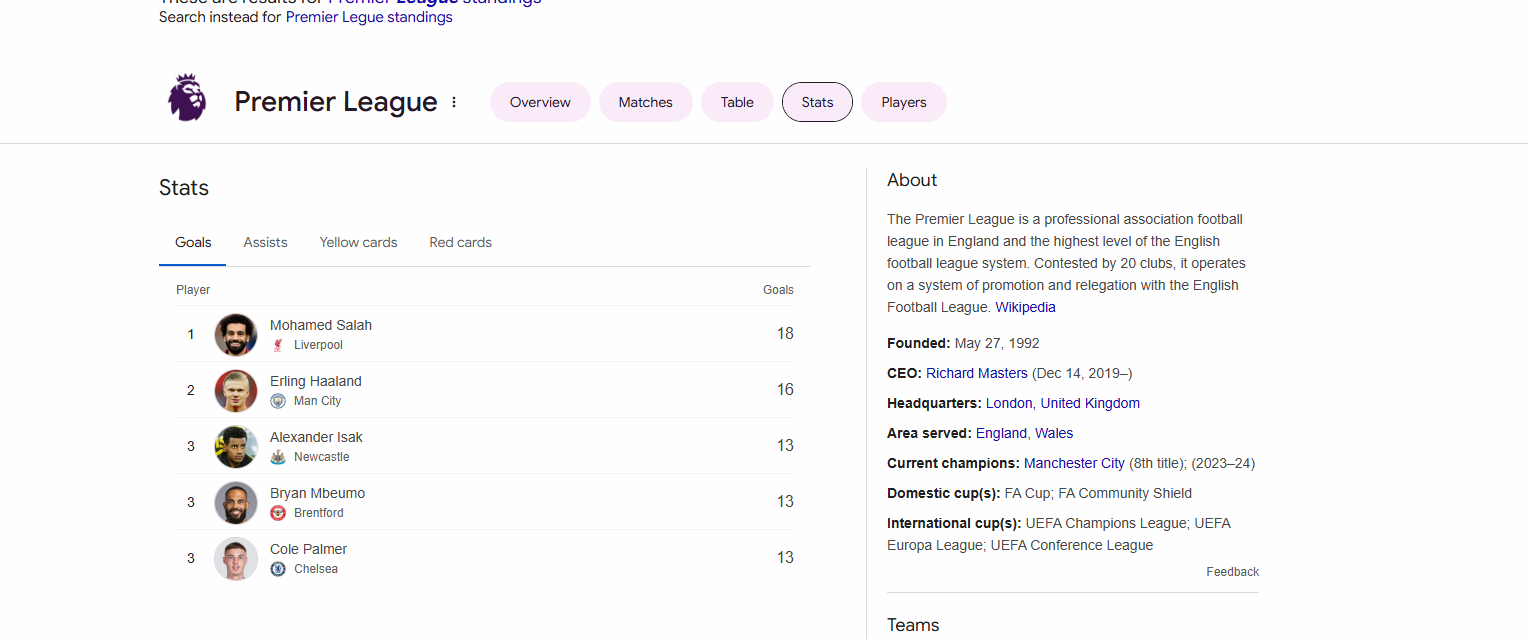 These are results for Premier League standings
Search instead for Premier Legue standings
Premier League
Overview
Matches
Table
Stats
Players
Stats
Goals
Assists
Yellow cards
Red cards
Player
Goals
1
Mohamed Salah
Liverpool
18
2
Erling Haaland
Man City
16
3
Alexander Isak
Newcastle
13
3
Bryan Mbeumo
Brentford
13
3
Cole Palmer
Chelsea
13
About
The Premier League is a professional association football
league in England and the highest level of the English
football league system. Contested by 20 clubs, it operates
on a system of promotion and relegation with the English
Football League. Wikipedia
Founded: May 27, 1992
CEO: Richard Masters (Dec 14, 2019–)
Headquarters: London, United Kingdom
Area served: England, Wales
Current champions: Manchester City (8th title); (2023–24)
Domestic cup(s): FA Cup; FA Community Shield
International cup(s): UEFA Champions League; UEFA
Europa League; UEFA Conference League
Feedback
Teams